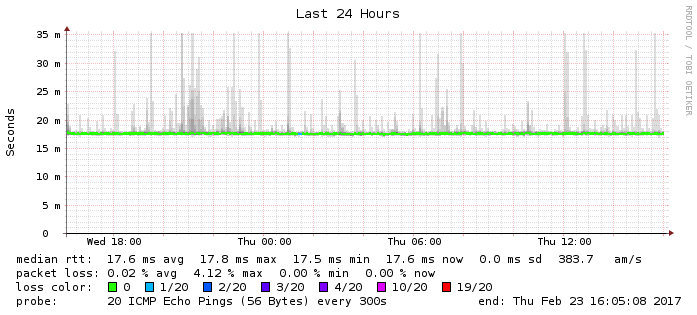 Last 24 Hours
RRDTOOL / TOBI OETIKER
Seconds
35 m
30 m
25 m
20 m
15 m
10 m
5 m
0
Wed 18:00 Thu 00:00 Thu 06:00 Thu 12:00
median rtt: 17.6 ms avg 17.8 ms max 17.5 ms min 17.6 ms now 0.0 ms sd 383.7 am/s
packet loss: 0.02 % avg 4.12 % max 0.00 % min 0.00 % now
loss color: 0 1/20 2/20 3/20 4/20 10/20 19/20
probe: 20 ICMP Echo Pings (56 Bytes) every 300s end: Thu Feb 23 16:05:08 2017